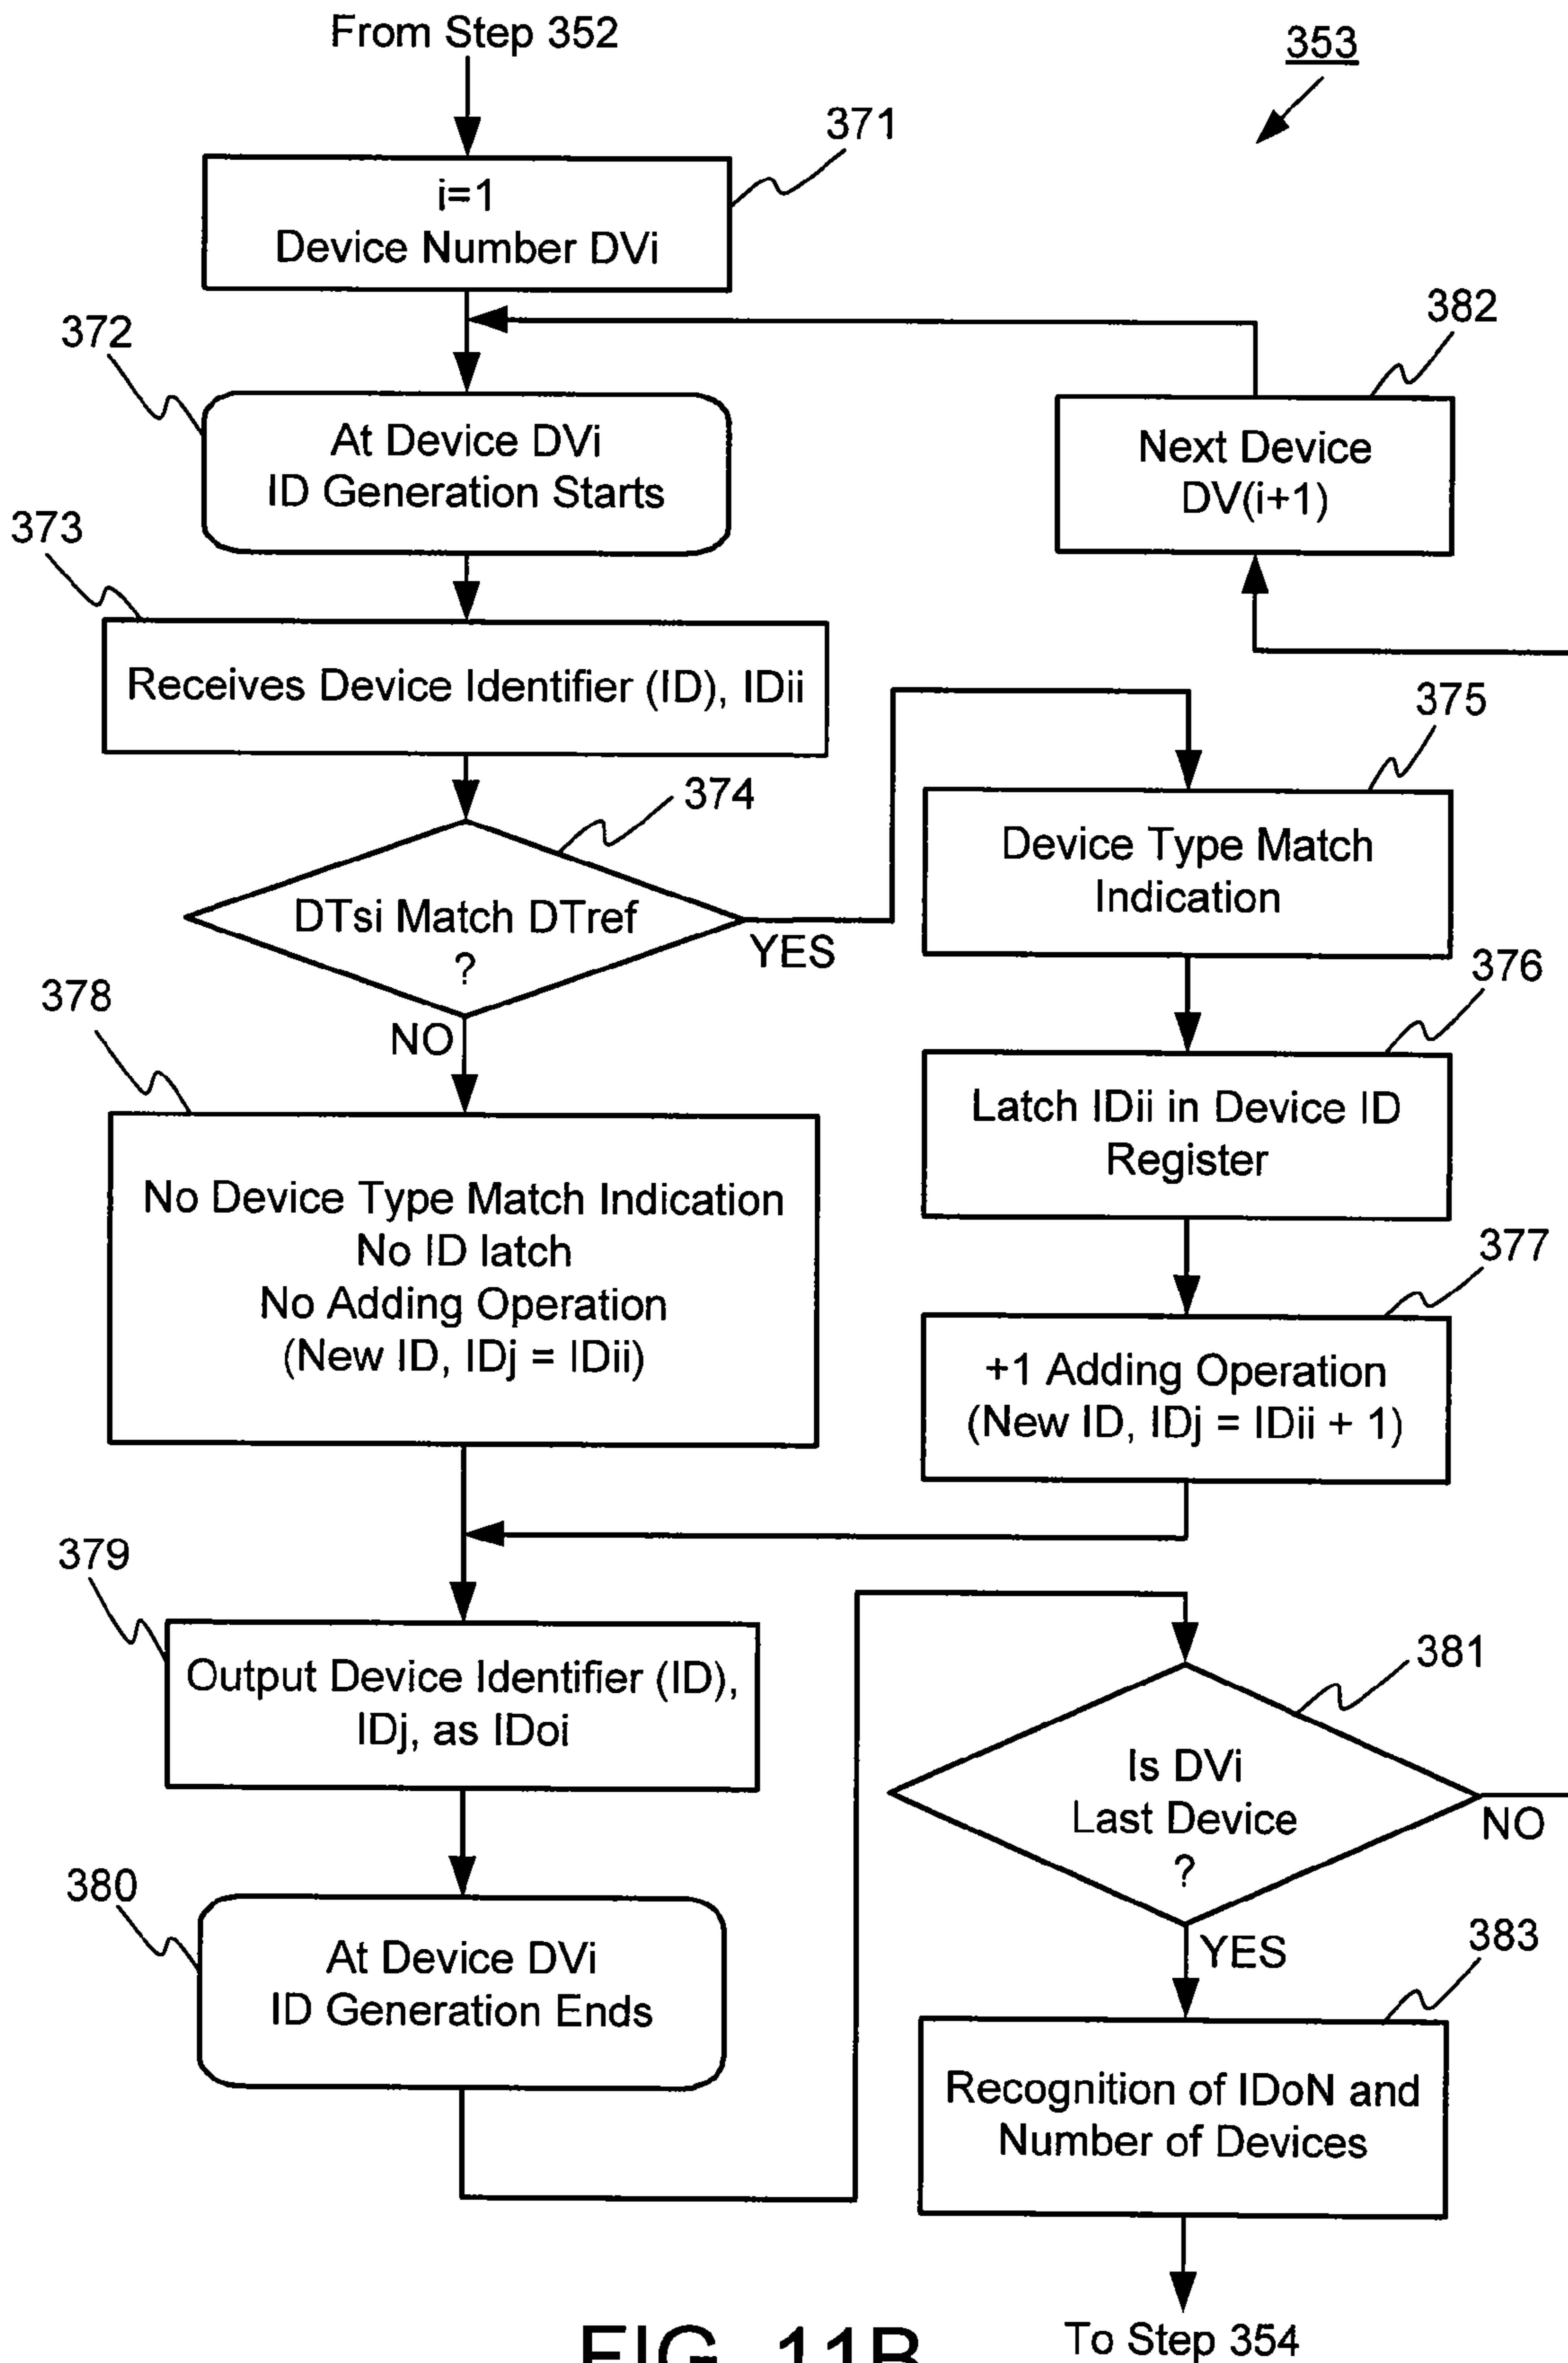 From Step 352
353
371
i=1
Device Number DVi
372
382
At Device DVi
ID Generation Starts
Next Device
DV(i+1)
373
Receives Device Identifier (ID), IDii
375
374
Device Type Match
Indication
DTsi Match DTref
?
YES
376
378
NO
Latch IDii in Device ID
Register
No Device Type Match Indication
No ID latch
No Adding Operation
(New ID, IDj = IDii)
377
+1 Adding Operation
(New ID, IDj = IDii + 1)
379
Output Device Identifier (ID),
IDj, as IDoi
381
Is DVi
Last Device
?
NO
380
At Device DVi
ID Generation Ends
YES
383
Recognition of IDoN and
Number of Devices
To Step 354
FIG. 11B